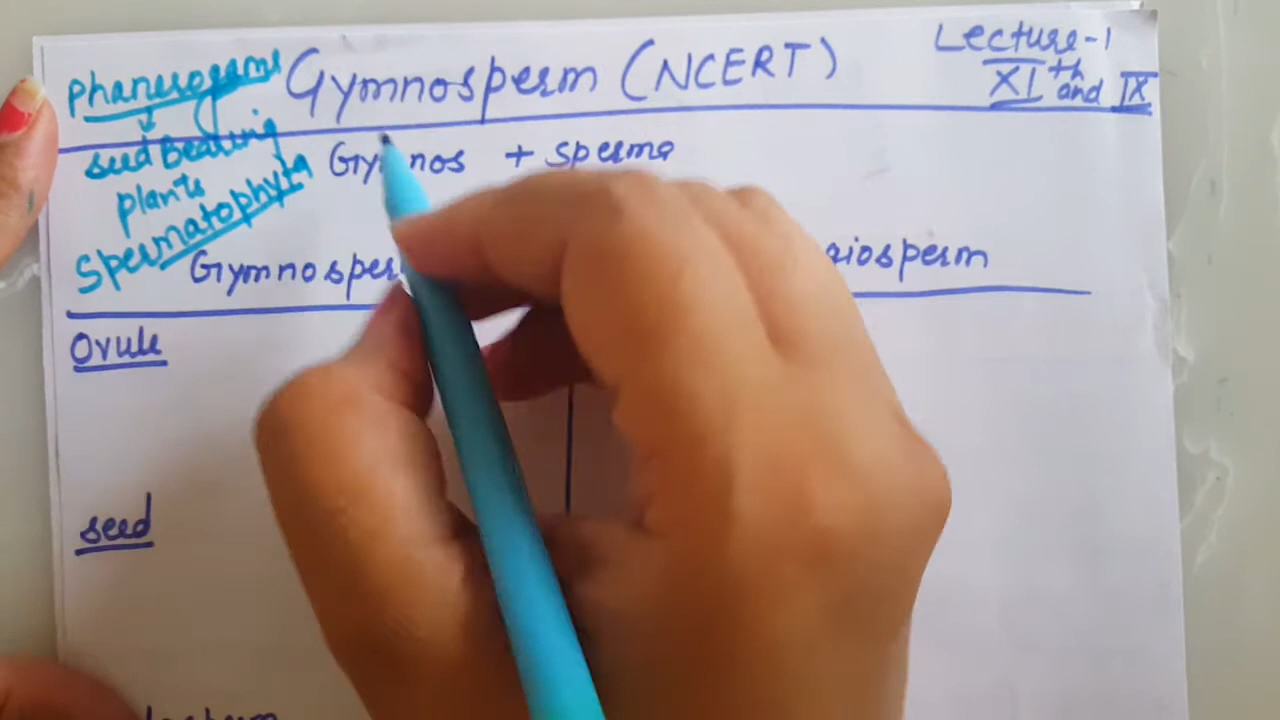 Phanerogams Gymnosperm (NCERT) Lecture-1
XIth and IX
seed Bearing
plants
Spermatophyta
Gymnos + sperma
Gymnosper iosperm
Ovule
seed